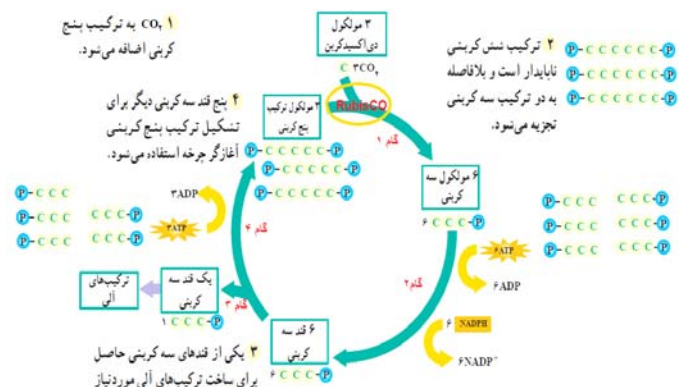 ۱ CO₂ به ترکیب پنج
کربنی اضافه می‌شود.
۳ مولکول
دی‌اکسیدکربن
C ۳CO₂
۲ ترکیب شش کربنی
ناپایدار است و بلافاصله
به دو ترکیب سه کربنی
تجزیه می‌شود.
P-C C C C C C-P
P-C C C C C C-P
P-C C C C C C-P
۴ پنج قند سه کربنی دیگر برای
تشکیل ترکیب پنج کربنی
آغازگر چرخه استفاده می‌شود.
۳ مولکول ترکیب
پنج کربنی
RubisCO
گام ۱
P-C C C C C-P
P-C C C C C-P
P-C C C C C-P
۶ مولکول سه
کربنی
۶ C C C-P
P-C C C
P-C C C
P-C C C
C C C-P
C C C-P
C C C-P
۳ADP
۳ATP
گام ۴
P-C C C
P-C C C
P-C C C
C C C-P
C C C-P
C C C-P
۶ATP
۶ADP
گام ۲
۶ NADPH
۶NADP⁺
ترکیب‌های
آلی
یک قند سه
کربنی
۱ C C C-P
گام ۳
۶ قند سه
کربنی
۶ C C C-P
۳ یکی از قندهای سه کربنی حاصل
برای ساخت ترکیب‌های آلی موردنیاز